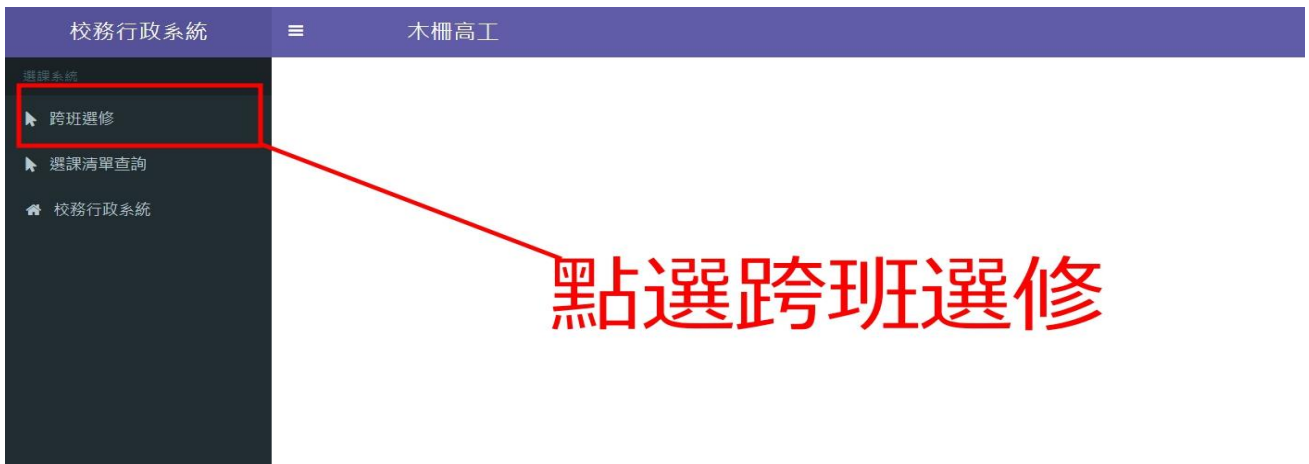 校務行政系統
木柵高工
選課系統
跨班選修
選課清單查詢
校務行政系統
點選跨班選修